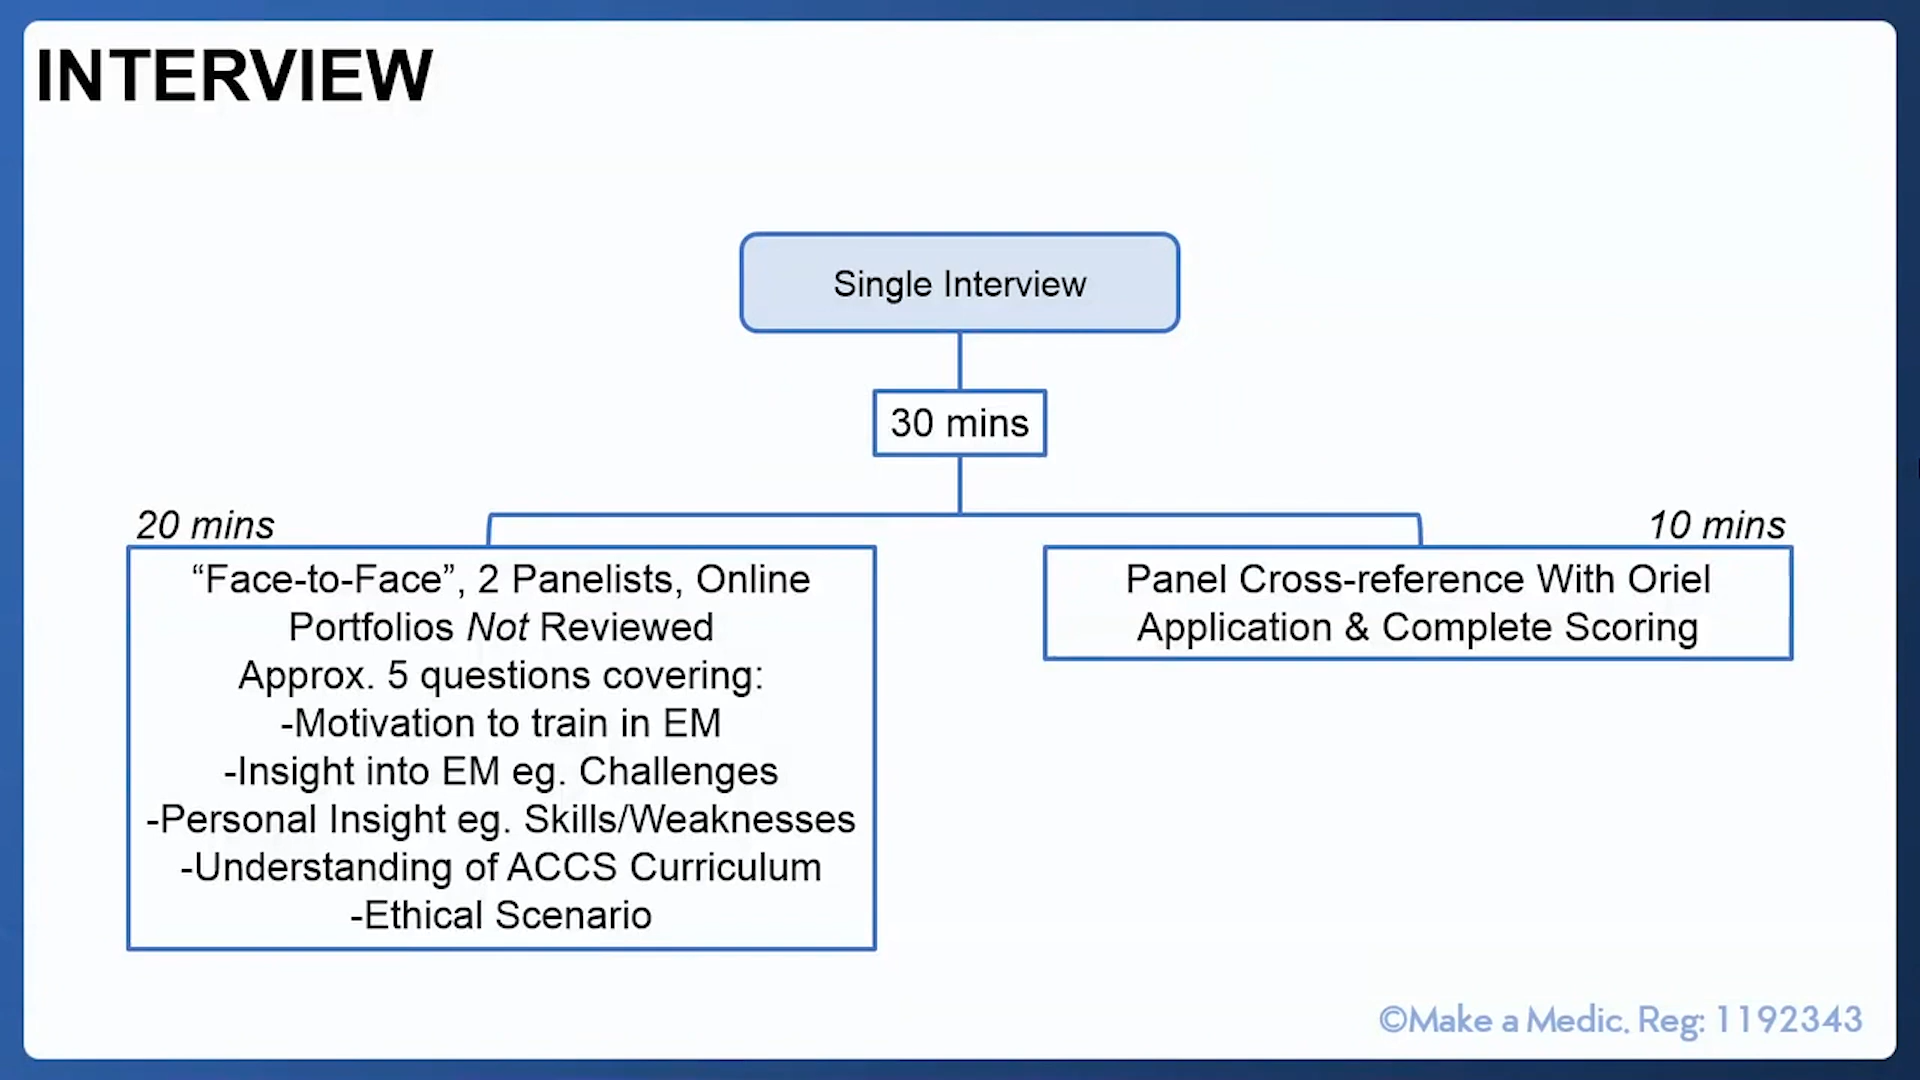 INTERVIEW
Single Interview
30 mins
20 mins
“Face-to-Face”, 2 Panelists, Online
Portfolios Not Reviewed
Approx. 5 questions covering:
-Motivation to train in EM
-Insight into EM eg. Challenges
-Personal Insight eg. Skills/Weaknesses
-Understanding of ACCS Curriculum
-Ethical Scenario
10 mins
Panel Cross-reference With Oriel
Application & Complete Scoring
©Make a Medic. Reg: 1192343